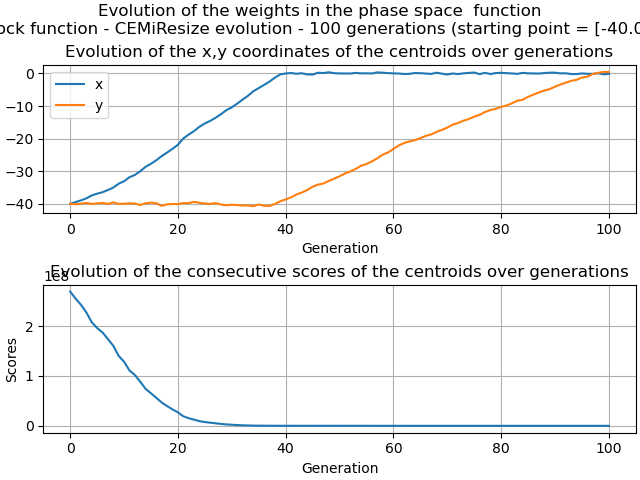 Evolution of the weights in the phase space  function
ock function - CEMiResize evolution - 100 generations (starting point = [-40.0
Evolution of the x,y coordinates of the centroids over generations
x
y
0
−10
−20
−30
−40
0 20 40 60 80 100
Generation
1e8
Evolution of the consecutive scores of the centroids over generations
Scores
2
1
0
0 20 40 60 80 100
Generation